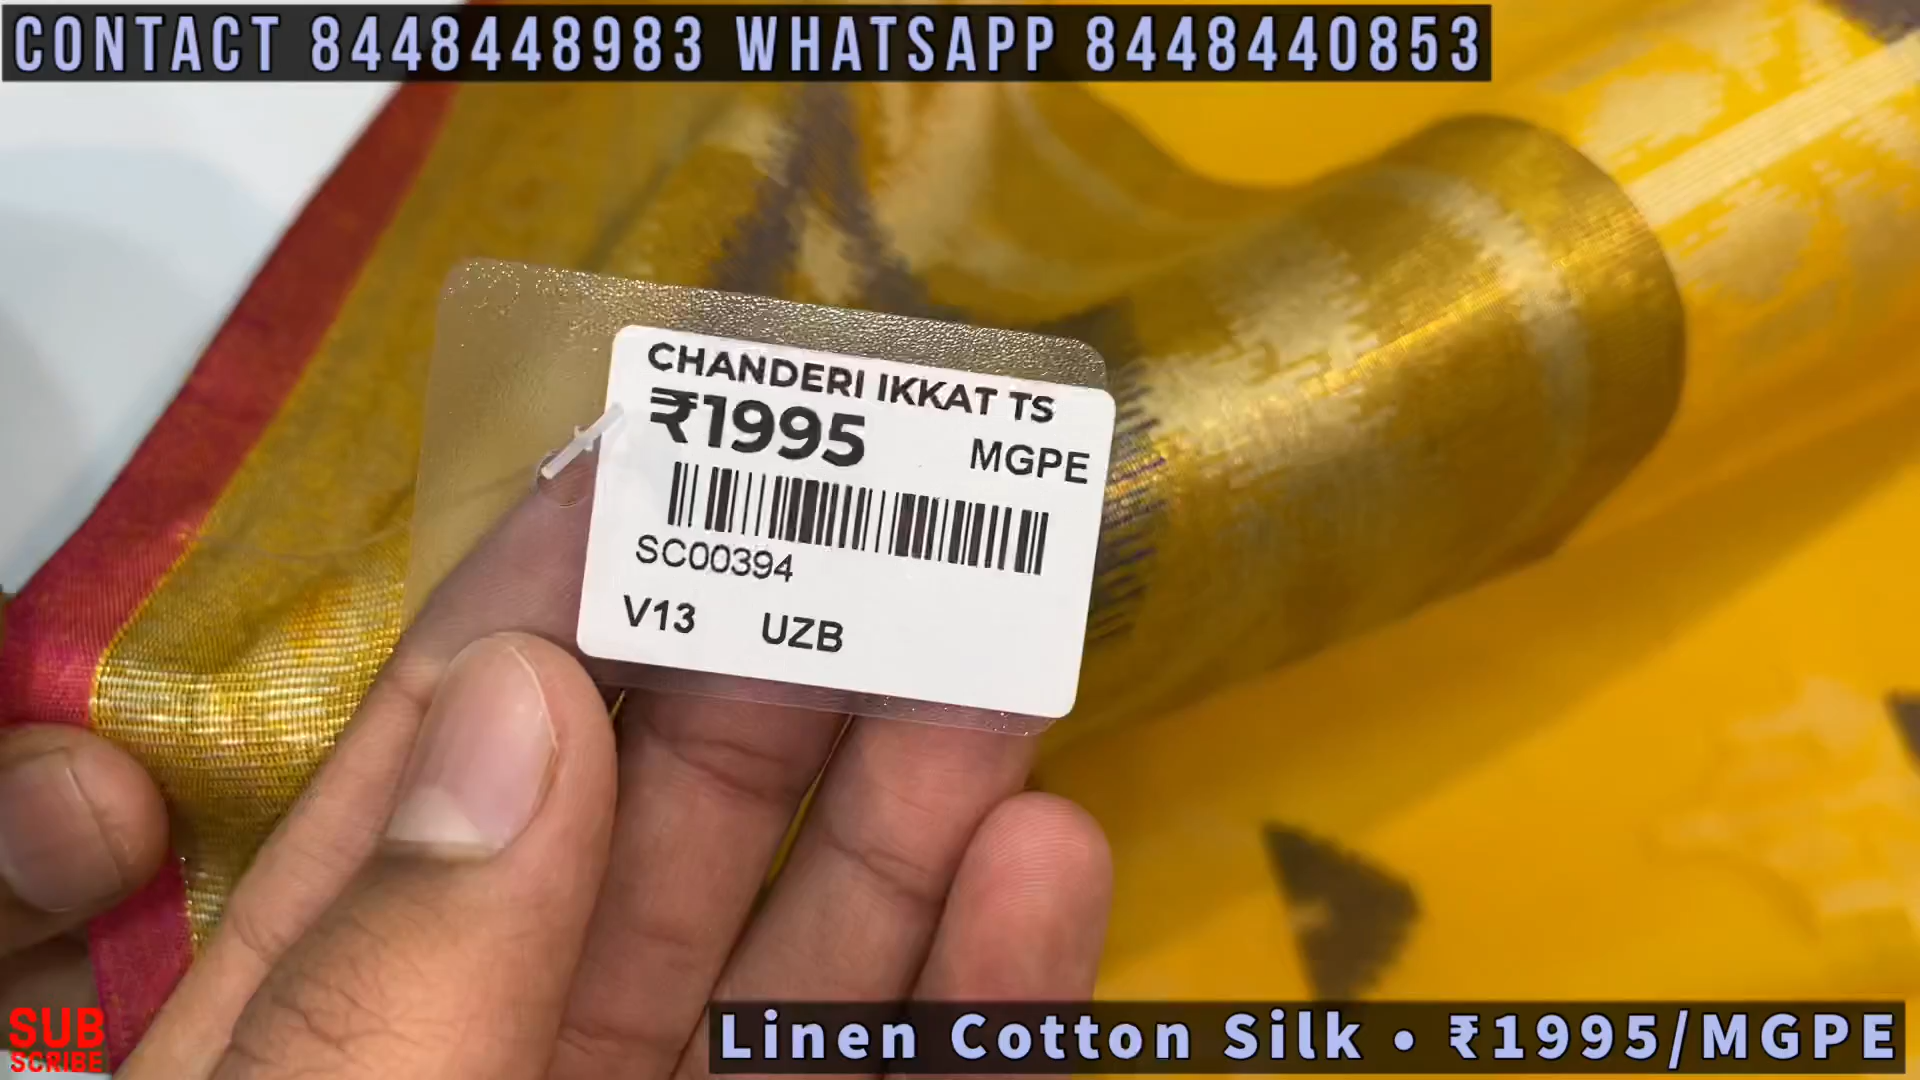 CONTACT 8448448983 WHATSAPP 8448440853
CHANDERI IKKAT TS
₹1995
MGPE
SC00394
V13 UZB
SUB
SCRIBE
Linen Cotton Silk • ₹1995/MGPE